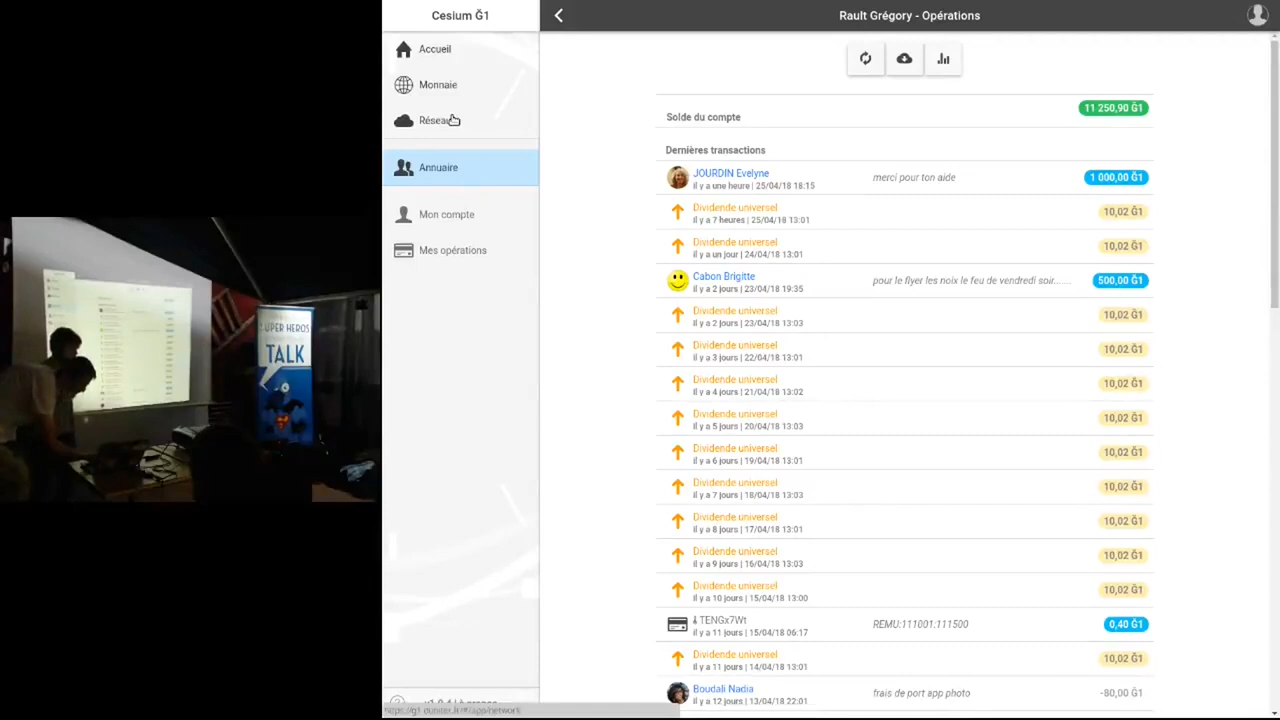 Cesium Ğ1
Rault Grégory - Opérations
Accueil
Monnaie
Réseau
Annuaire
Mon compte
Mes opérations
Solde du compte
11 250,90 Ğ1
Dernières transactions
JOURDIN Evelyne
il y a une heure | 25/04/18 18:15
merci pour ton aide
1 000,00 Ğ1
Dividende universel
il y a 7 heures | 25/04/18 13:01
10,02 Ğ1
Dividende universel
il y a un jour | 24/04/18 13:01
10,02 Ğ1
Cabon Brigitte
il y a 2 jours | 23/04/18 19:35
pour le flyer les noix le feu de vendredi soir......
500,00 Ğ1
Dividende universel
il y a 2 jours | 23/04/18 13:03
10,02 Ğ1
Dividende universel
il y a 3 jours | 22/04/18 13:01
10,02 Ğ1
Dividende universel
il y a 4 jours | 21/04/18 13:02
10,02 Ğ1
Dividende universel
il y a 5 jours | 20/04/18 13:03
10,02 Ğ1
Dividende universel
il y a 6 jours | 19/04/18 13:01
10,02 Ğ1
Dividende universel
il y a 7 jours | 18/04/18 13:03
10,02 Ğ1
Dividende universel
il y a 8 jours | 17/04/18 13:01
10,02 Ğ1
Dividende universel
il y a 9 jours | 16/04/18 13:03
10,02 Ğ1
Dividende universel
il y a 10 jours | 15/04/18 13:00
10,02 Ğ1
TENGx7Wt
il y a 11 jours | 15/04/18 06:17
REMU:111001:111500
0,40 Ğ1
Dividende universel
il y a 11 jours | 14/04/18 13:01
10,02 Ğ1
Boudali Nadia
il y a 12 jours | 13/04/18 22:01
frais de port app photo
-80,00 Ğ1
SUPER HEROS
TALK